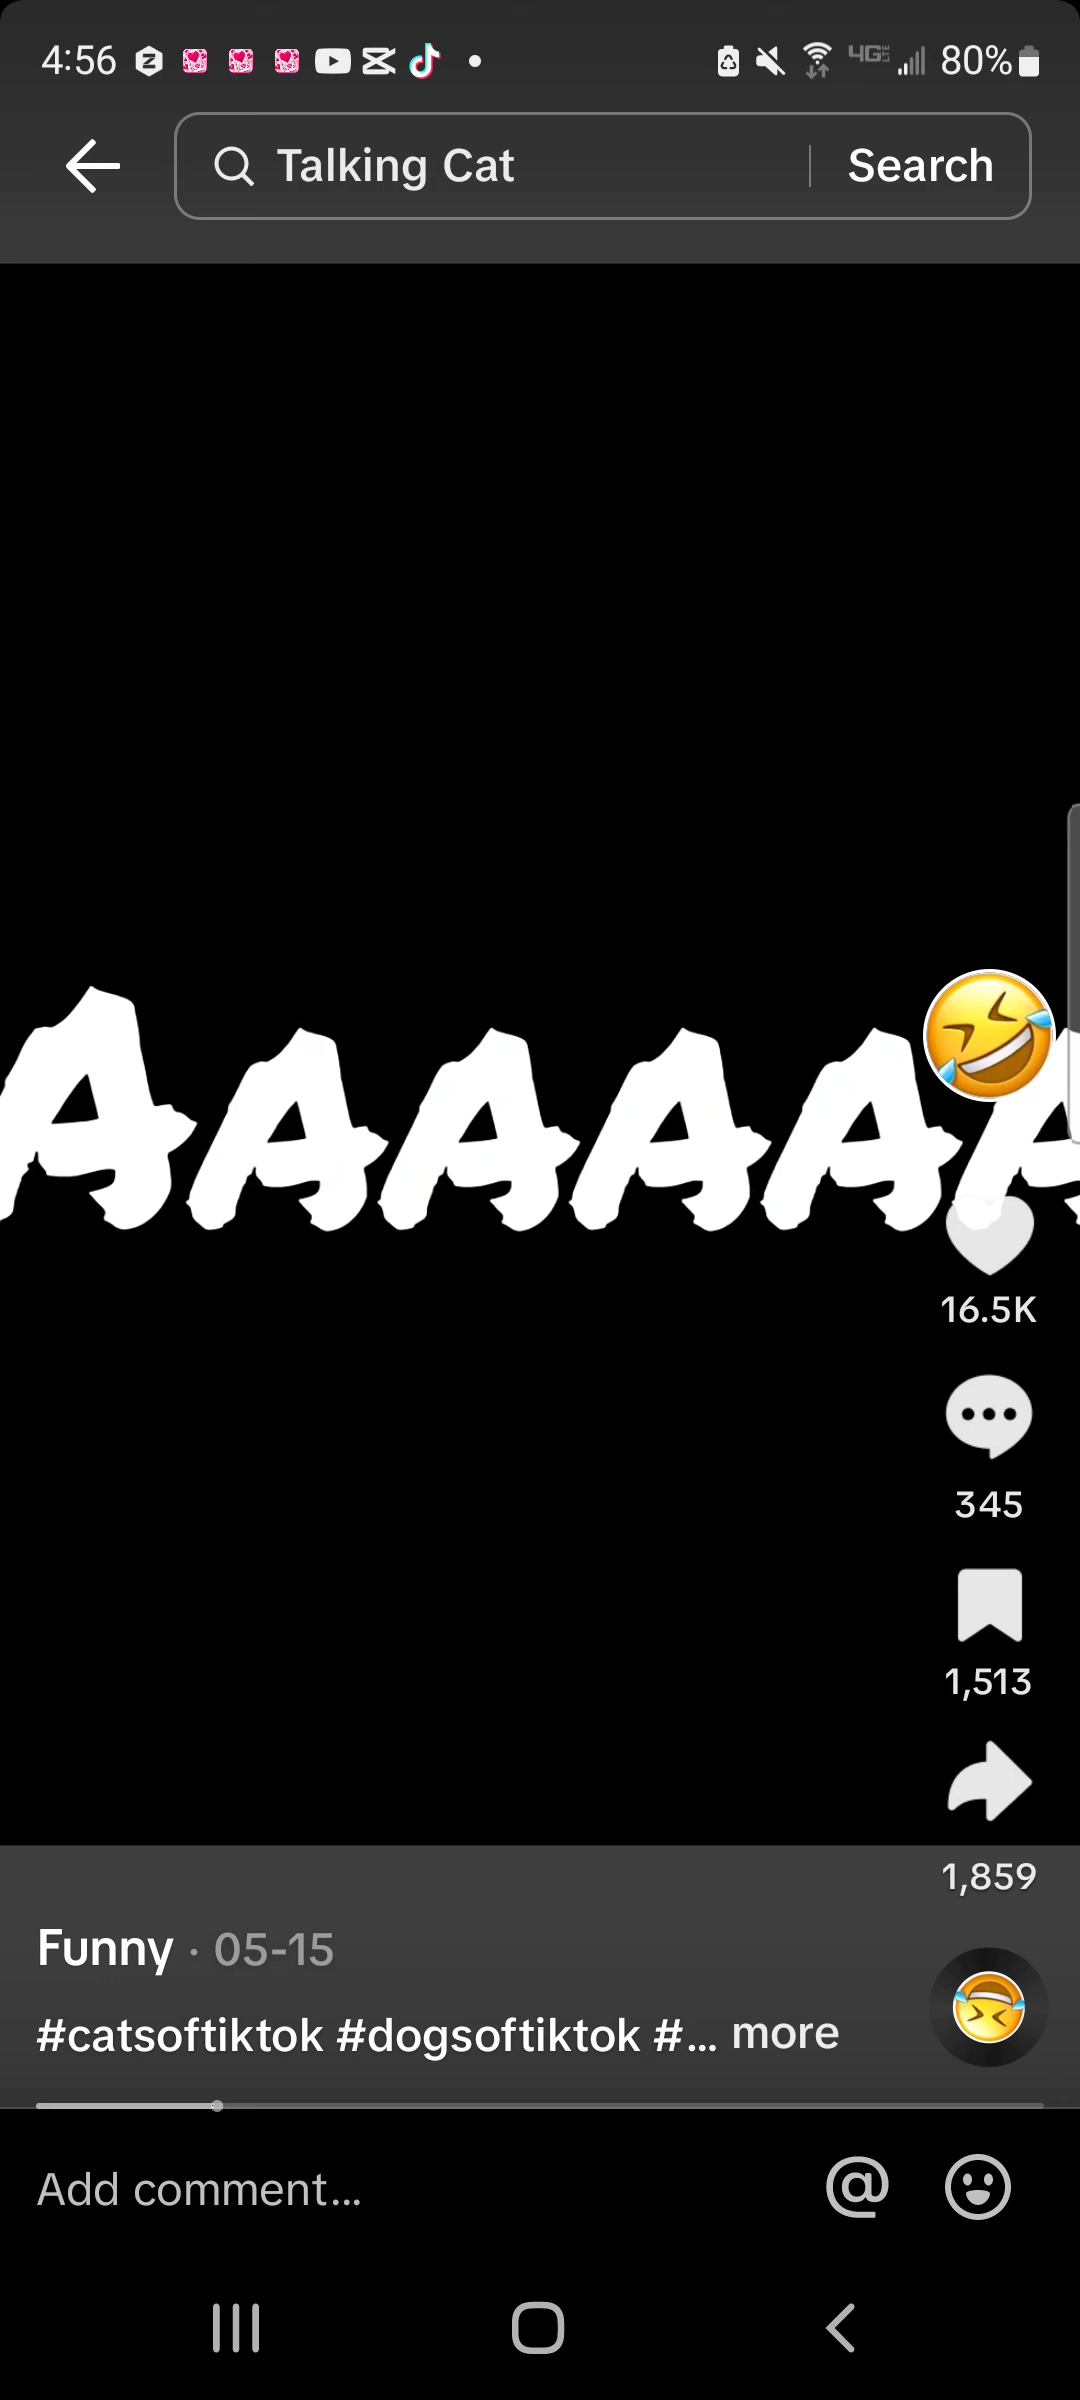 4:56
4GE 80%
Talking Cat
Search
AAAAAA
16.5K
345
1,513
1,859
Funny · 05-15
#catsoftiktok #dogsoftiktok #... more
Add comment...